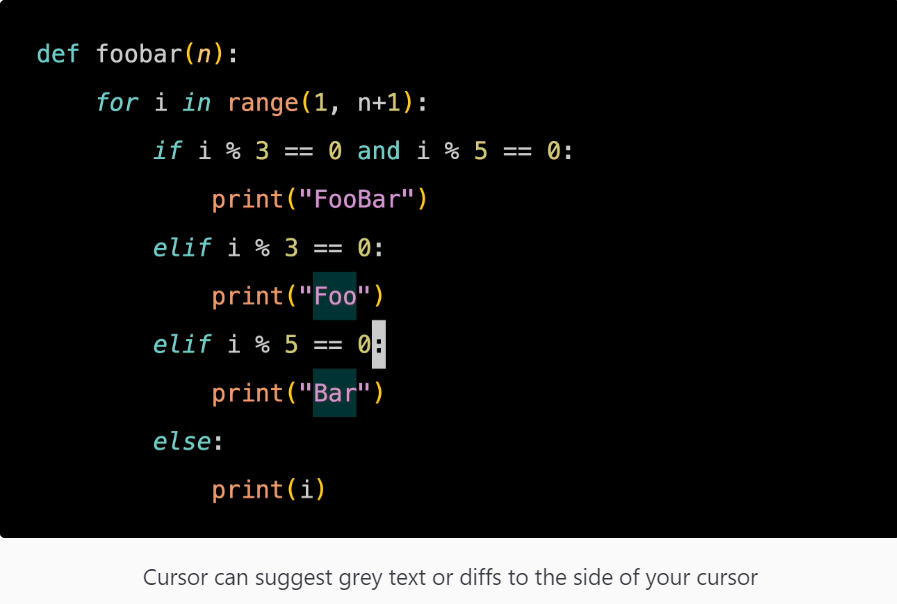 def foobar(n):
    for i in range(1, n+1):
        if i % 3 == 0 and i % 5 == 0:
            print("FooBar")
        elif i % 3 == 0:
            print("Foo")
        elif i % 5 == 0:
            print("Bar")
        else:
            print(i)
Cursor can suggest grey text or diffs to the side of your cursor